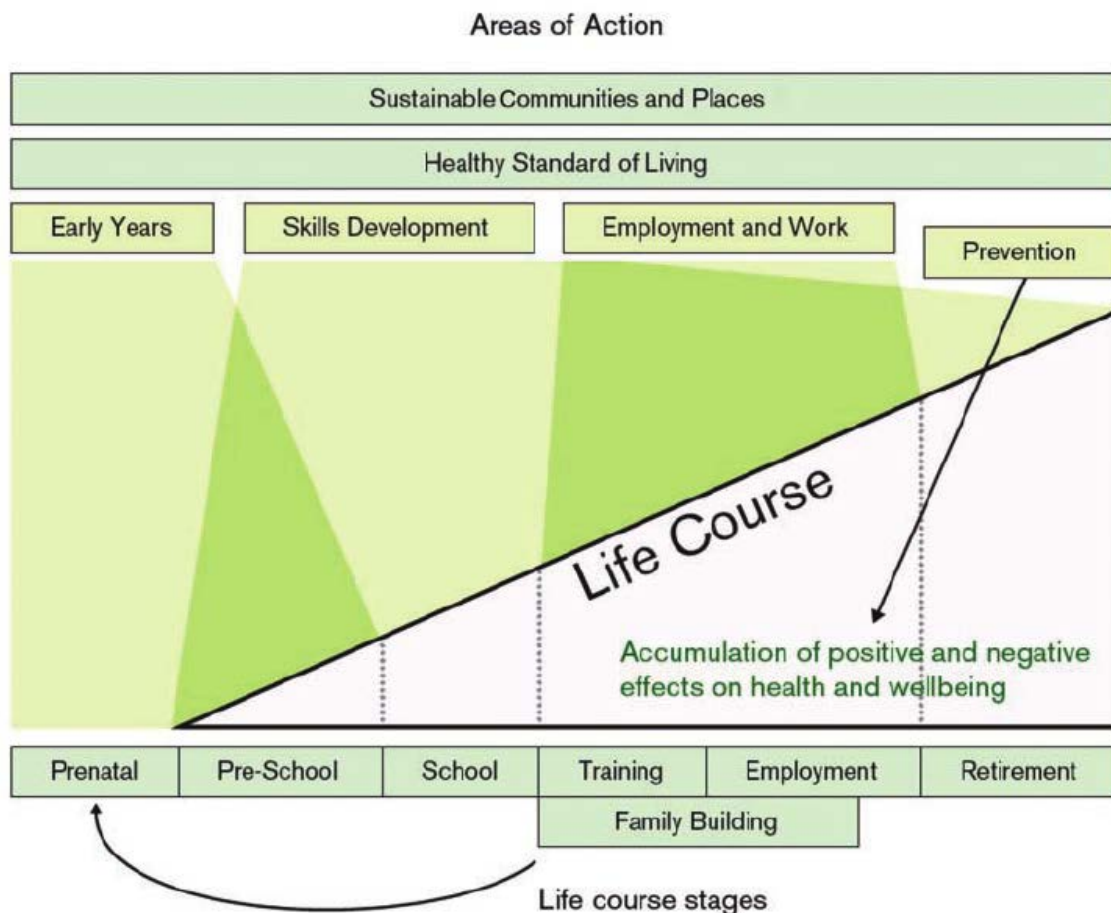 Areas of Action
Sustainable Communities and Places
Healthy Standard of Living
Early Years
Skills Development
Employment and Work
Prevention
Life Course
Accumulation of positive and negative
effects on health and wellbeing
Prenatal
Pre-School
School
Training
Employment
Retirement
Family Building
Life course stages